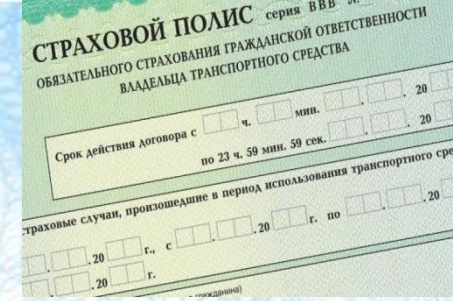 СТРАХОВОЙ ПОЛИС серия ВВВ
ОБЯЗАТЕЛЬНОГО СТРАХОВАНИЯ ГРАЖДАНСКОЙ ОТВЕТСТВЕННОСТИ
ВЛАДЕЛЬЦА ТРАНСПОРТНОГО СРЕДСТВА
Срок действия договора с ч. мин. . . 20
по 23 ч. 59 мин. 59 сек. . . 20
страховые случаи, произошедшие в период использования транспортного сре
. . 20 г., с . . 20 г. по . . 20
. . 20 г.
гражданина)